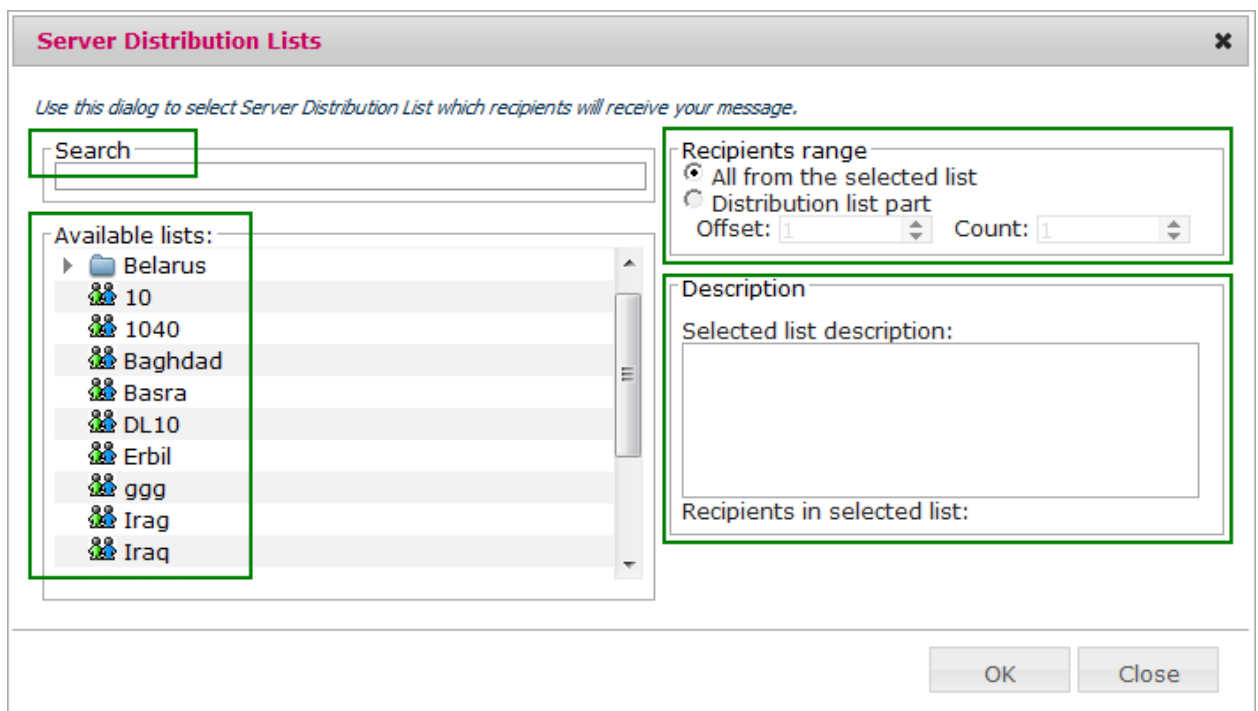 Server Distribution Lists
Use this dialog to select Server Distribution List which recipients will receive your message.
Search
Available lists:
Belarus
10
1040
Baghdad
Basra
DL10
Erbil
ggg
Irag
Iraq
Recipients range
All from the selected list
Distribution list part
Offset: 1 Count: 1
Description
Selected list description:
Recipients in selected list:
OK Close